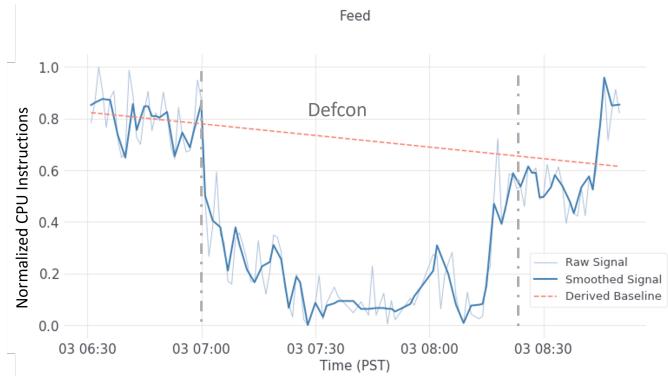 Feed
1.0
0.8
0.6
0.4
0.2
0.0
Normalized CPU Instructions
Defcon
Raw Signal
Smoothed Signal
Derived Baseline
03 06:30 03 07:00 03 07:30 03 08:00 03 08:30
Time (PST)